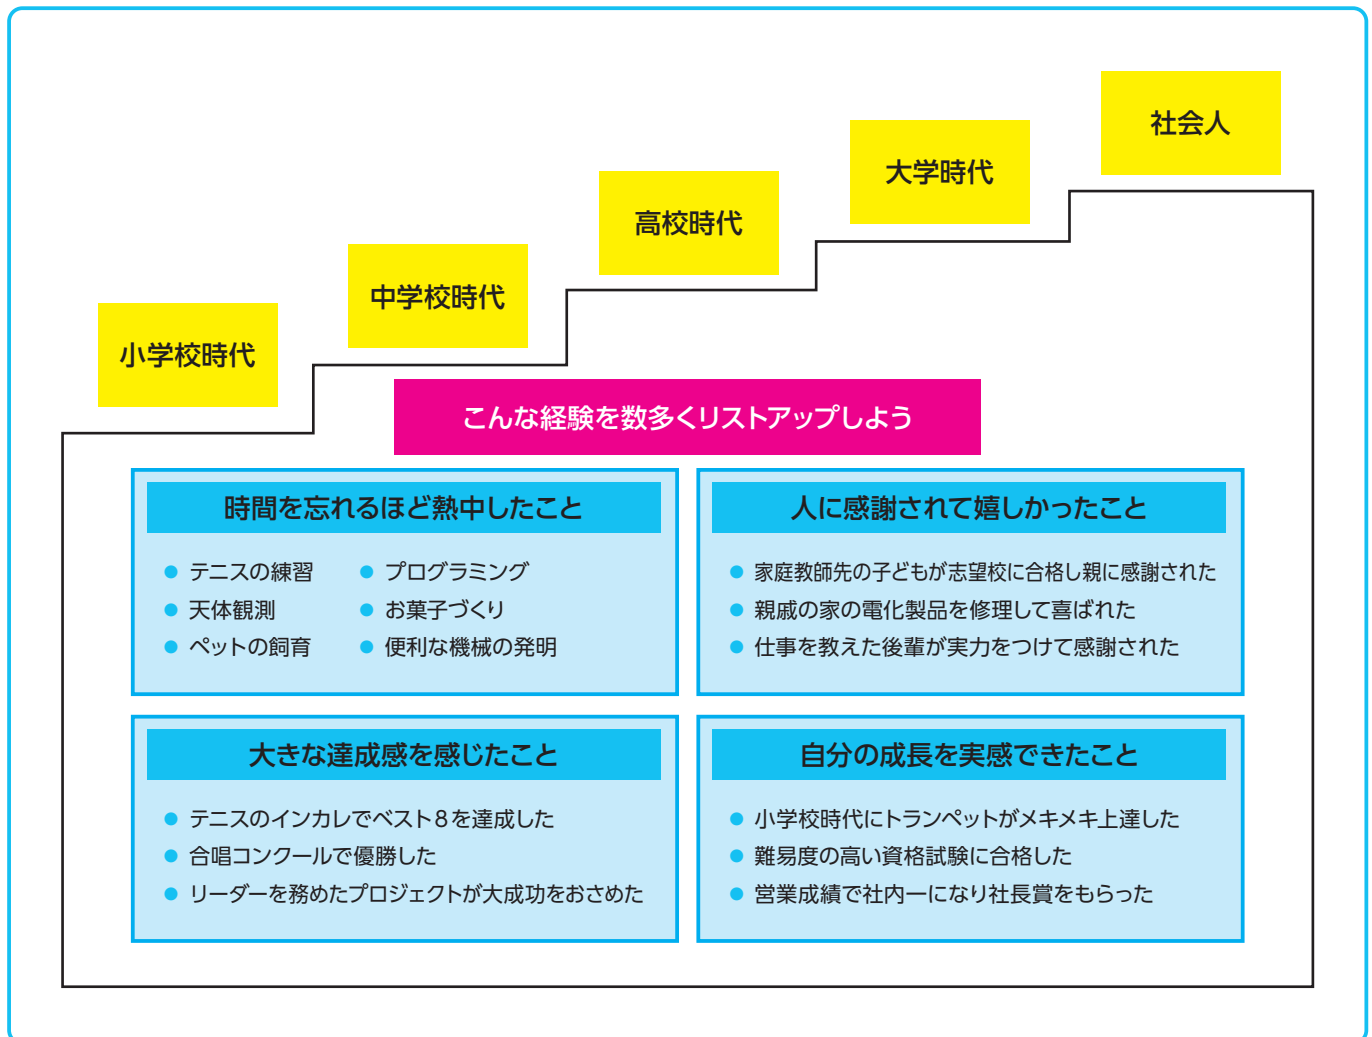 社会人
大学時代
高校時代
中学校時代
小学校時代
こんな経験を数多くリストアップしよう
時間を忘れるほど熱中したこと
● テニスの練習
● 天体観測
● ペットの飼育
● プログラミング
● お菓子づくり
● 便利な機械の発明
人に感謝されて嬉しかったこと
● 家庭教師先の子どもが志望校に合格し親に感謝された
● 親戚の家の電化製品を修理して喜ばれた
● 仕事を教えた後輩が実力をつけて感謝された
大きな達成感を感じたこと
● テニスのインカレでベスト8を達成した
● 合唱コンクールで優勝した
● リーダーを務めたプロジェクトが大成功をおさめた
自分の成長を実感できたこと
● 小学校時代にトランペットがメキメキ上達した
● 難易度の高い資格試験に合格した
● 営業成績で社内一になり社長賞をもらった